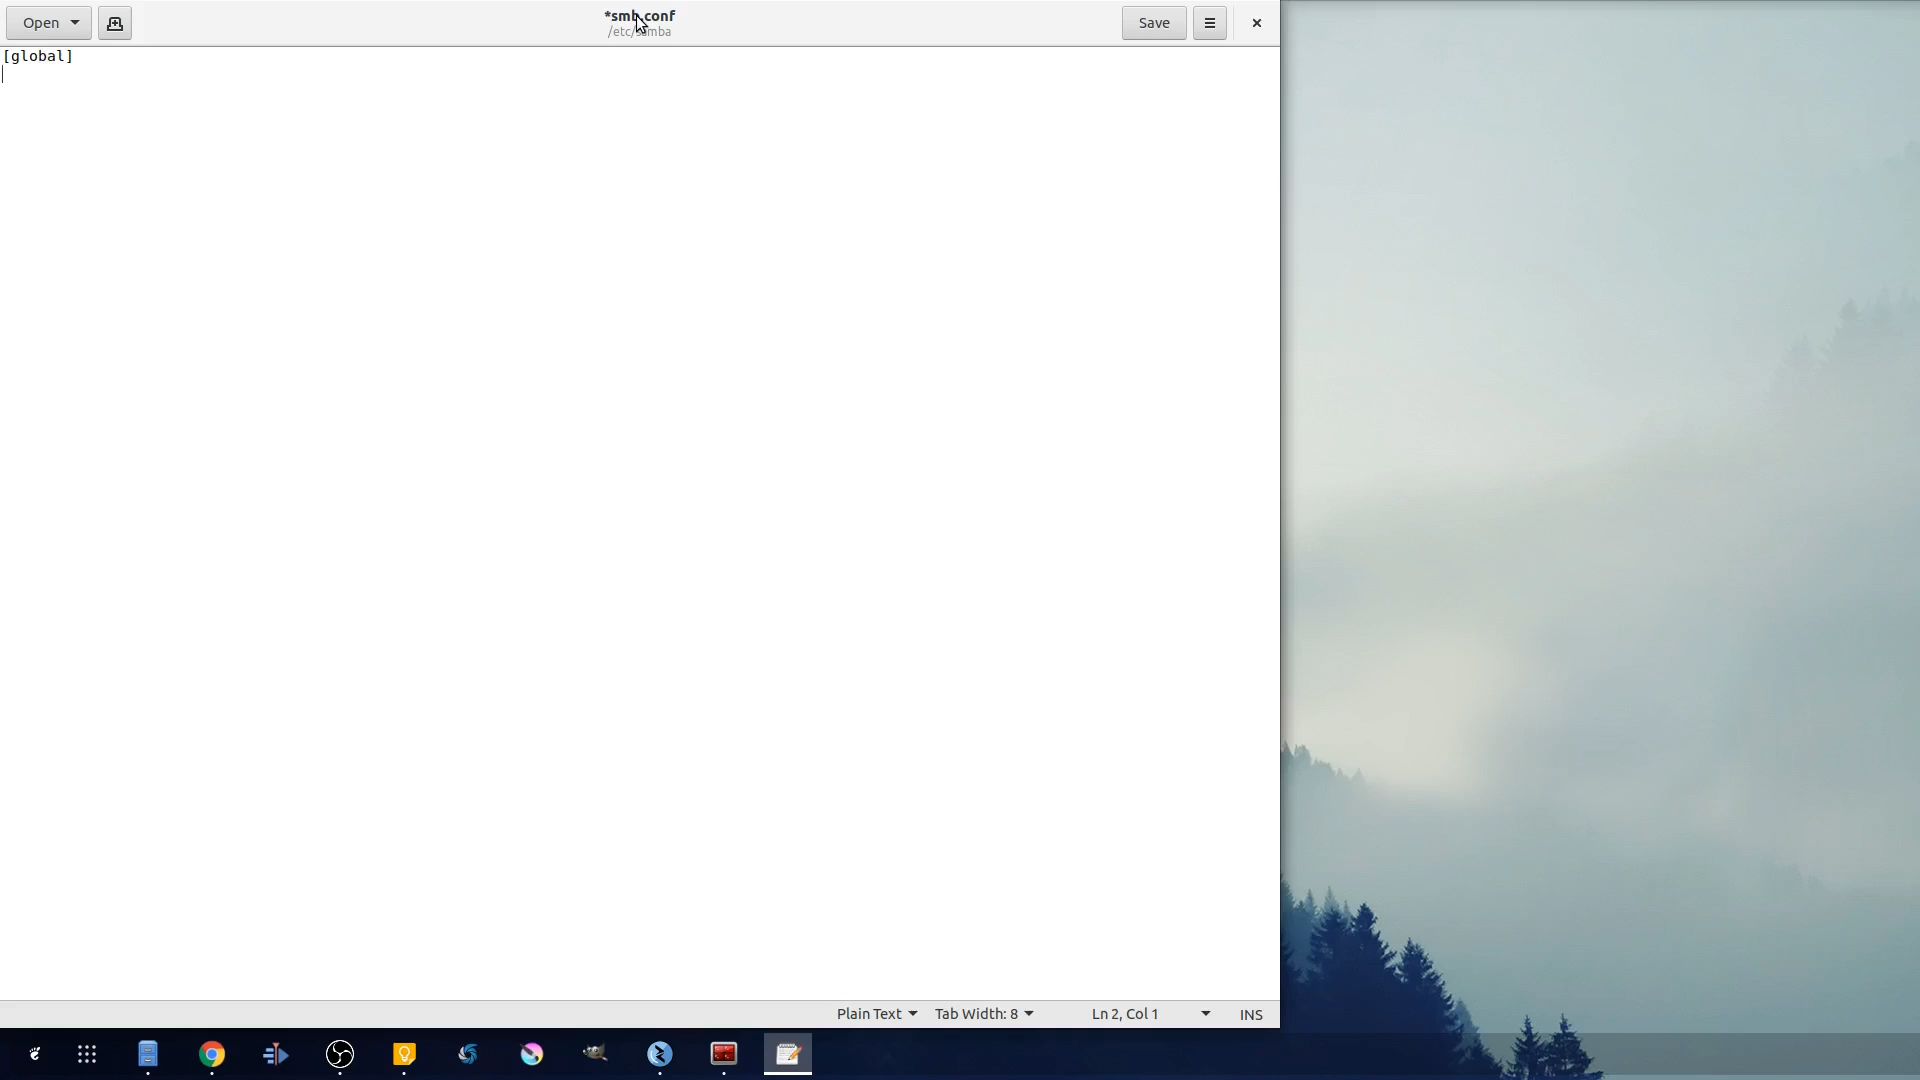 Open
*smb.conf
/etc/samba
Save
[global]
Plain Text
Tab Width: 8
Ln 2, Col 1
INS